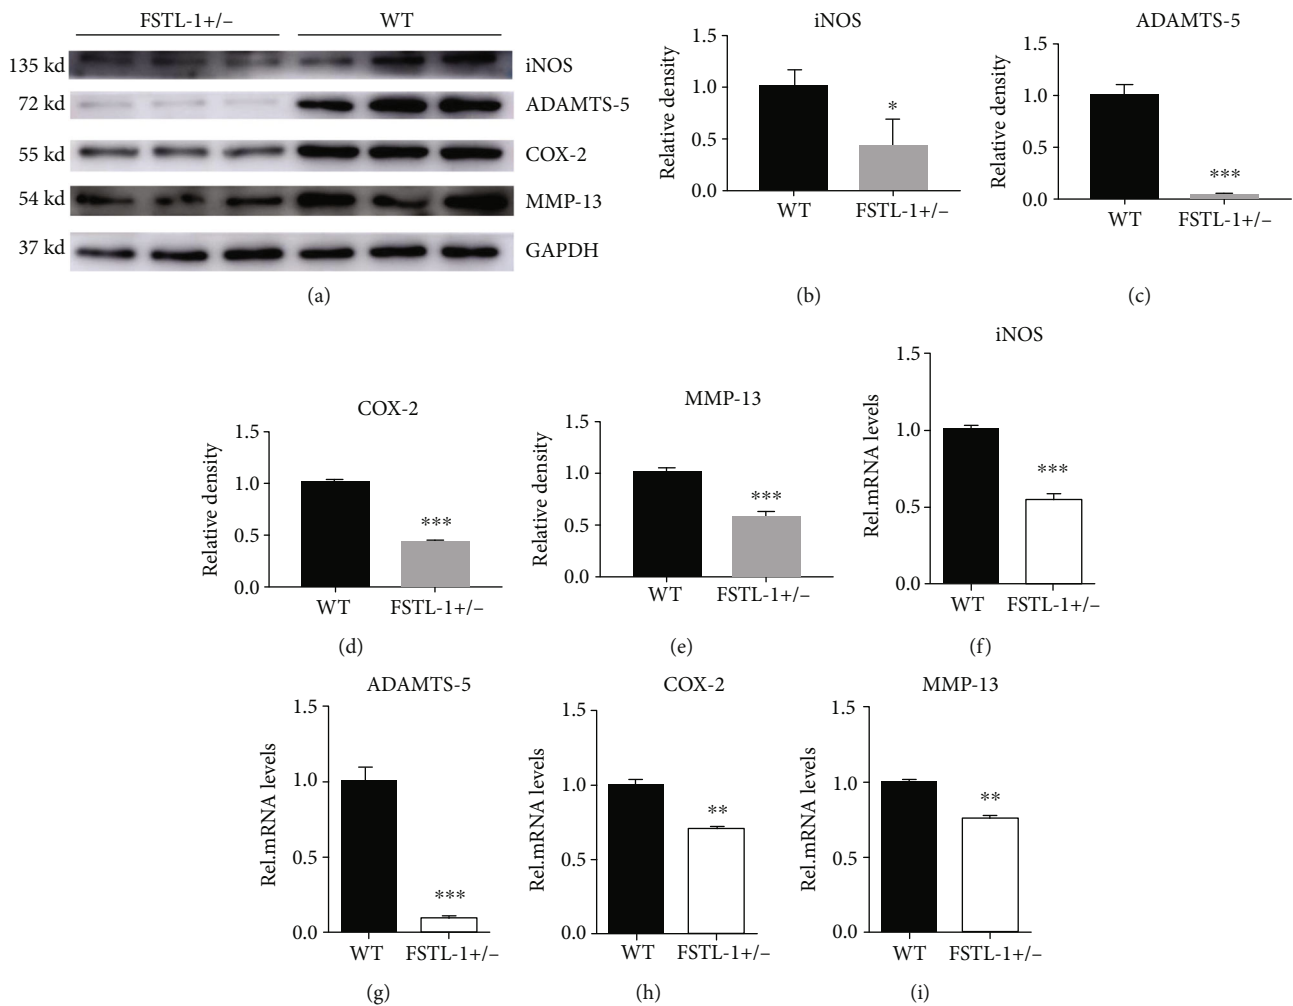 FSTL-1+/– WT
135 kd iNOS
72 kd ADAMTS-5
55 kd COX-2
54 kd MMP-13
37 kd GAPDH
(a)
iNOS
Relative density
1.5
1.0
0.5
0.0
*
WT FSTL-1+/–
(b)
ADAMTS-5
Relative density
1.5
1.0
0.5
0.0
***
WT FSTL-1+/–
(c)
COX-2
Relative density
1.5
1.0
0.5
0.0
***
WT FSTL-1+/–
(d)
MMP-13
Relative density
1.5
1.0
0.5
0.0
***
WT FSTL-1+/–
(e)
iNOS
Rel.mRNA levels
1.5
1.0
0.5
0.0
***
WT FSTL-1+/–
(f)
ADAMTS-5
Rel.mRNA levels
1.5
1.0
0.5
0.0
***
WT FSTL-1+/–
(g)
COX-2
Rel.mRNA levels
1.5
1.0
0.5
0.0
**
WT FSTL-1+/–
(h)
MMP-13
Rel.mRNA levels
1.5
1.0
0.5
0.0
**
WT FSTL-1+/–
(i)